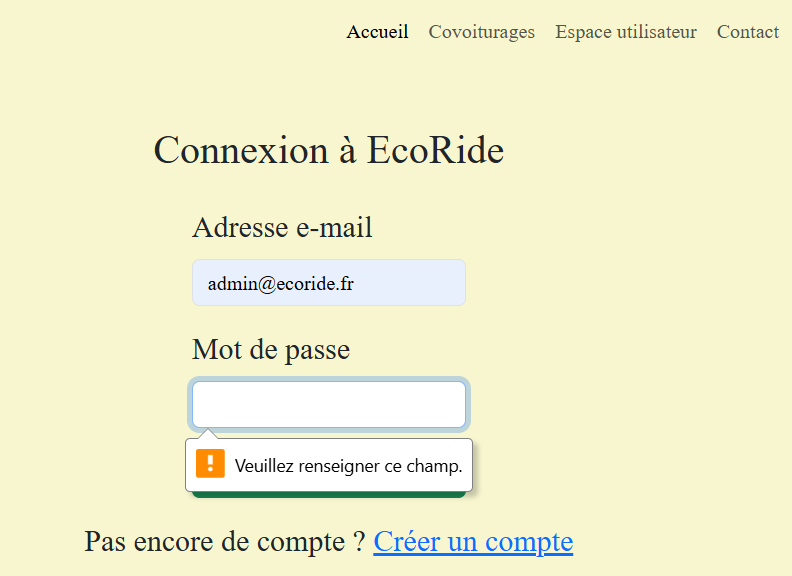 Accueil Covoiturages Espace utilisateur Contact
Connexion à EcoRide
Adresse e-mail
admin@ecoride.fr
Mot de passe
! Veuillez renseigner ce champ.
Pas encore de compte ? Créer un compte